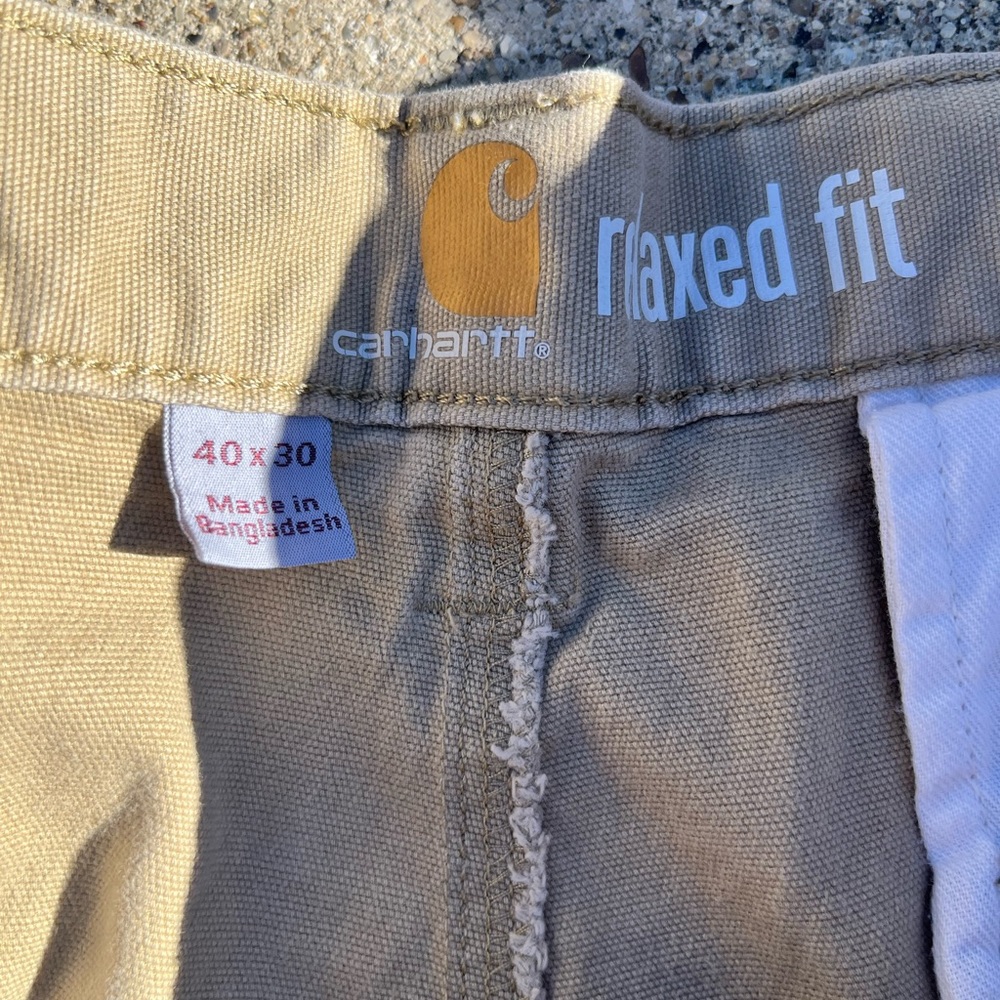 carhartt®
relaxed fit
40 x 30
Made in
Bangladesh